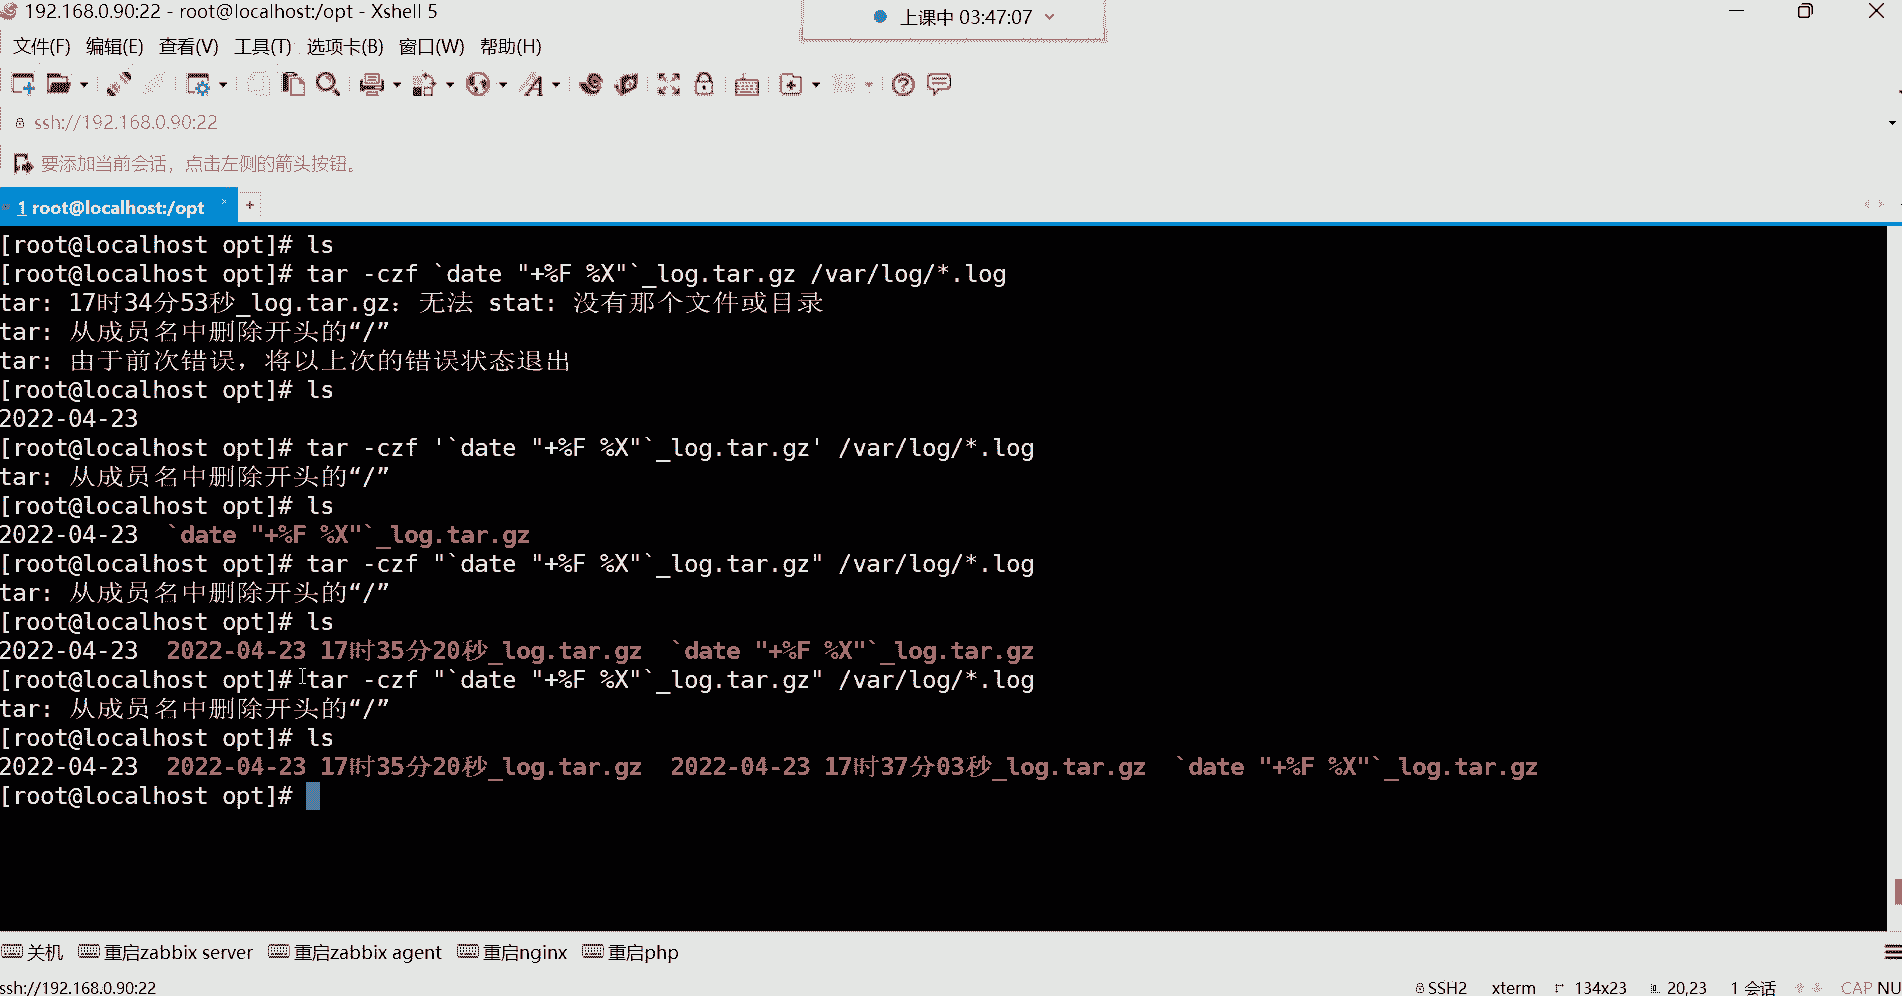 192.168.0.90:22 - root@localhost:/opt - Xshell 5
上课中 03:47:07
文件(F) 编辑(E) 查看(V) 工具(T) 选项卡(B) 窗口(W) 帮助(H)
ssh://192.168.0.90:22
要添加当前会话，点击左侧的箭头按钮。
1 root@localhost:/opt × +
[root@localhost opt]# ls
[root@localhost opt]# tar -czf `date "+%F %X"`_log.tar.gz /var/log/*.log
tar: 17时34分53秒_log.tar.gz：无法 stat: 没有那个文件或目录
tar: 从成员名中删除开头的“/”
tar: 由于前次错误，将以上次的错误状态退出
[root@localhost opt]# ls
2022-04-23
[root@localhost opt]# tar -czf '`date "+%F %X"`_log.tar.gz' /var/log/*.log
tar: 从成员名中删除开头的“/”
[root@localhost opt]# ls
2022-04-23  `date "+%F %X"`_log.tar.gz
[root@localhost opt]# tar -czf "`date "+%F %X"`_log.tar.gz" /var/log/*.log
tar: 从成员名中删除开头的“/”
[root@localhost opt]# ls
2022-04-23  2022-04-23 17时35分20秒_log.tar.gz  `date "+%F %X"`_log.tar.gz
[root@localhost opt]# tar -czf "`date "+%F %X"`_log.tar.gz" /var/log/*.log
tar: 从成员名中删除开头的“/”
[root@localhost opt]# ls
2022-04-23  2022-04-23 17时35分20秒_log.tar.gz  2022-04-23 17时37分03秒_log.tar.gz  `date "+%F %X"`_log.tar.gz
[root@localhost opt]#
关机 重启zabbix server 重启zabbix agent 重启nginx 重启php
ssh://192.168.0.90:22 SSH2 xterm 134x23 20,23 1 会话 CAP NU